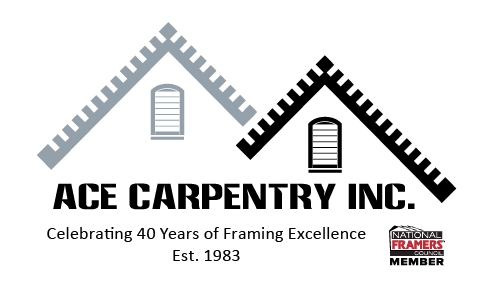 ACE CARPENTRY INC.
Celebrating 40 Years of Framing Excellence
Est. 1983
NATIONAL
FRAMERS
COUNCIL
MEMBER